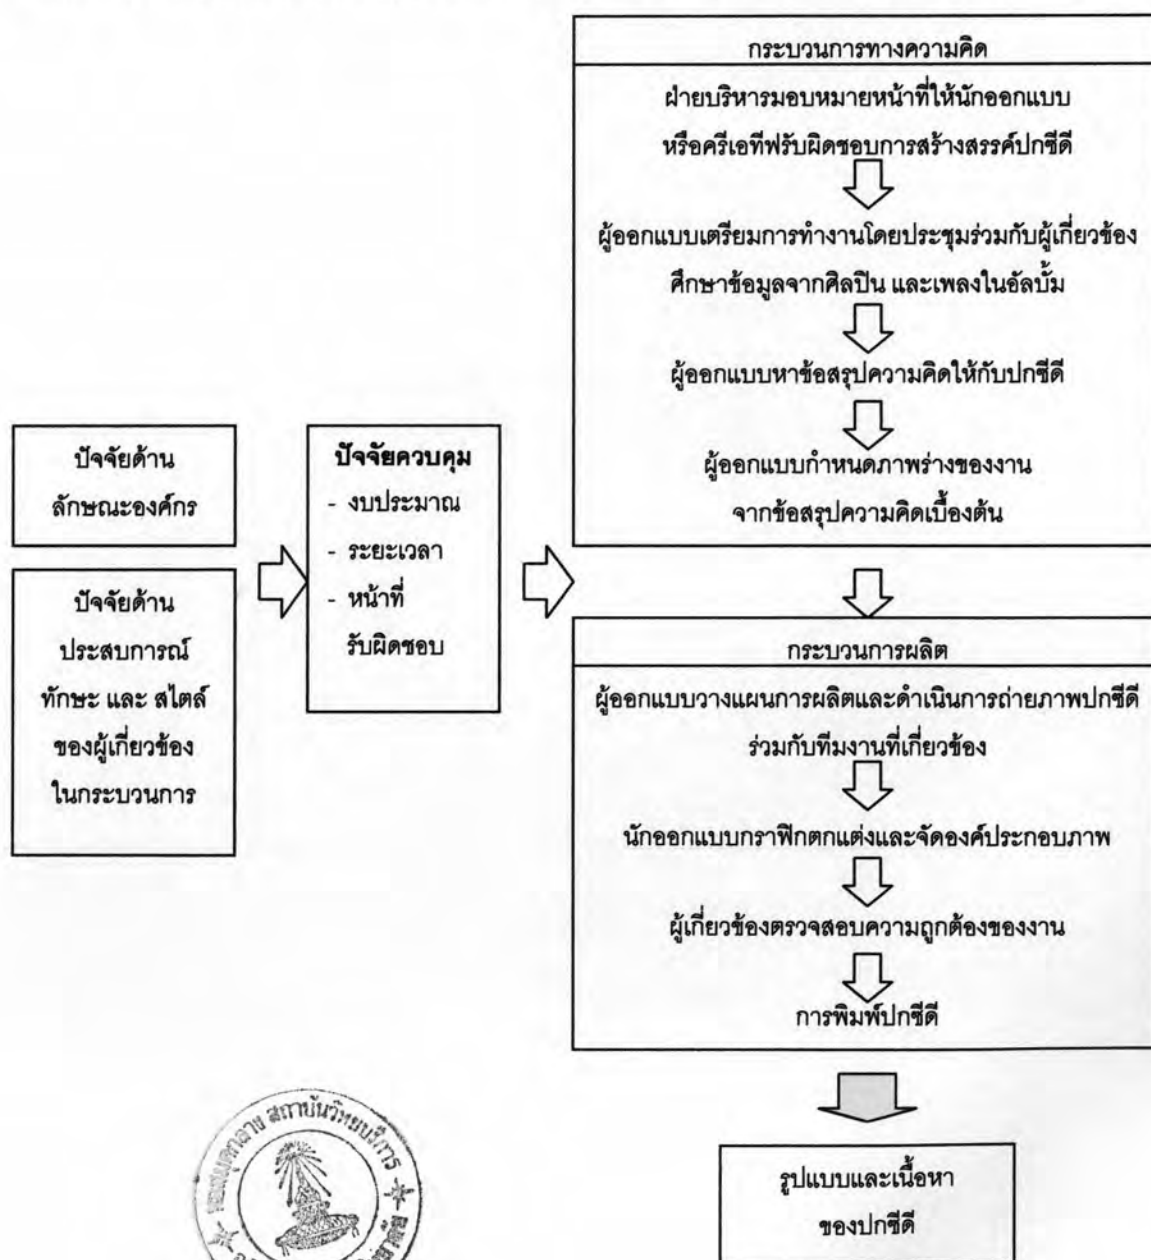 กระบวนการทางความคิด
ฝ่ายบริหารมอบหมายหน้าที่ให้นักออกแบบ
หรือครีเอทีฟรับผิดชอบการสร้างสรรค์ปกซีดี
ผู้ออกแบบเตรียมการทำงานโดยประชุมร่วมกับผู้เกี่ยวข้อง
ศึกษาข้อมูลจากศิลปิน และเพลงในอัลบั้ม
ผู้ออกแบบหาข้อสรุปความคิดให้กับปกซีดี
ผู้ออกแบบกำหนดภาพร่างของงาน
จากข้อสรุปความคิดเบื้องต้น
ปัจจัยด้าน
ลักษณะองค์กร
ปัจจัยด้าน
ประสบการณ์
ทักษะ และ สไตล์
ของผู้เกี่ยวข้อง
ในกระบวนการ
ปัจจัยควบคุม
- งบประมาณ
- ระยะเวลา
- หน้าที่
รับผิดชอบ
กระบวนการผลิต
ผู้ออกแบบวางแผนการผลิตและดำเนินการถ่ายภาพปกซีดี
ร่วมกับทีมงานที่เกี่ยวข้อง
นักออกแบบกราฟิกตกแต่งและจัดองค์ประกอบภาพ
ผู้เกี่ยวข้องตรวจสอบความถูกต้องของงาน
การพิมพ์ปกซีดี
รูปแบบและเนื้อหา
ของปกซีดี
สถาบันวิทยบริการ